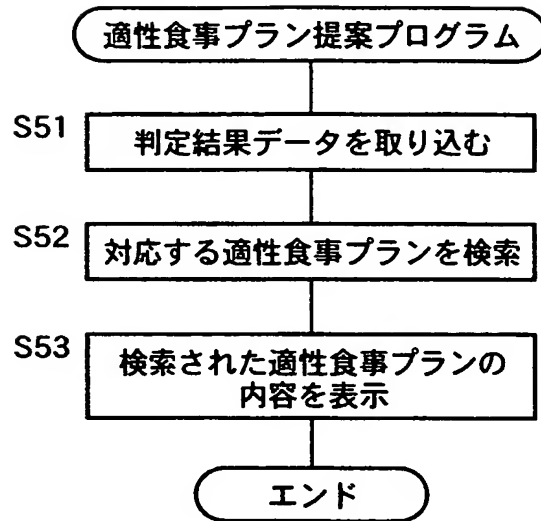 適性食事プラン提案プログラム
S51
判定結果データを取り込む
S52
対応する適性食事プランを検索
S53
検索された適性食事プランの
内容を表示
エンド